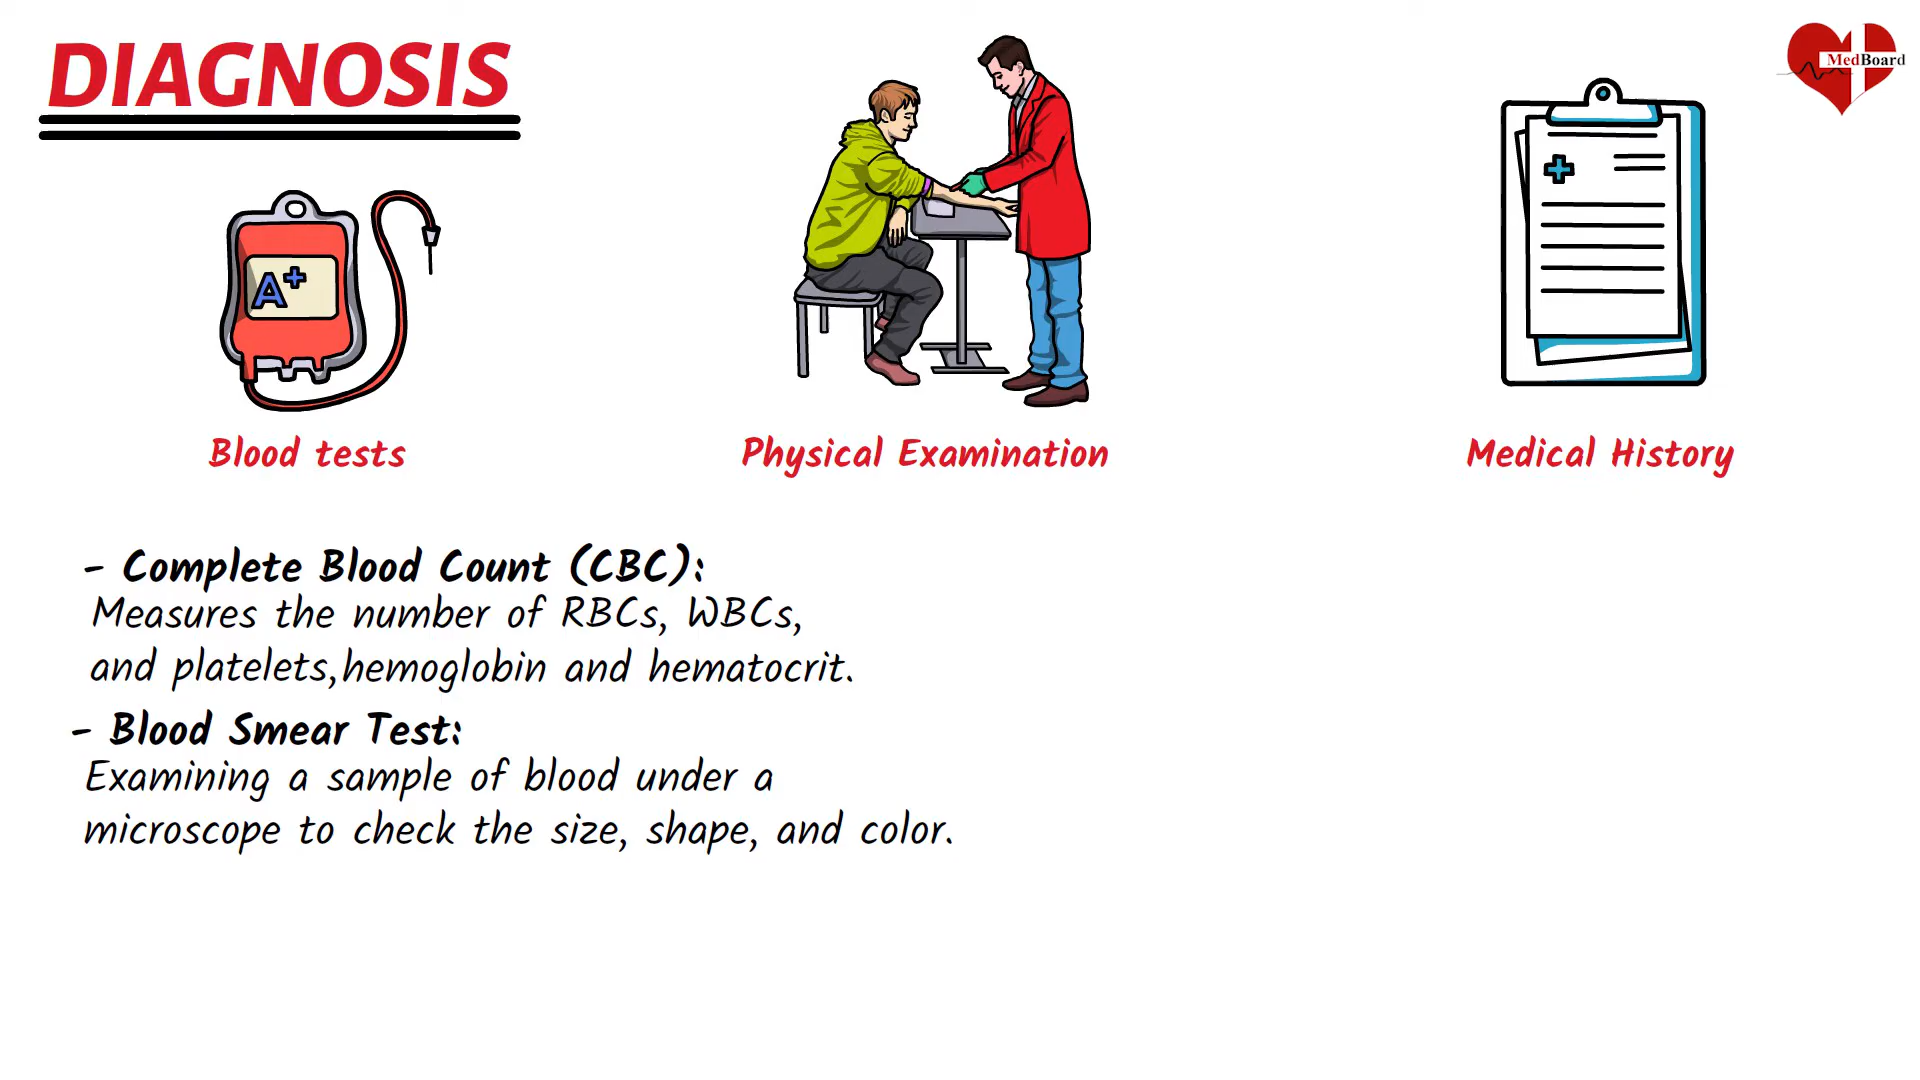 DIAGNOSIS
MedBoard
A+
Blood tests
Physical Examination
Medical History
- Complete Blood Count (CBC):
Measures the number of RBCs, WBCs,
and platelets,hemoglobin and hematocrit.
- Blood Smear Test:
Examining a sample of blood under a
microscope to check the size, shape, and color.